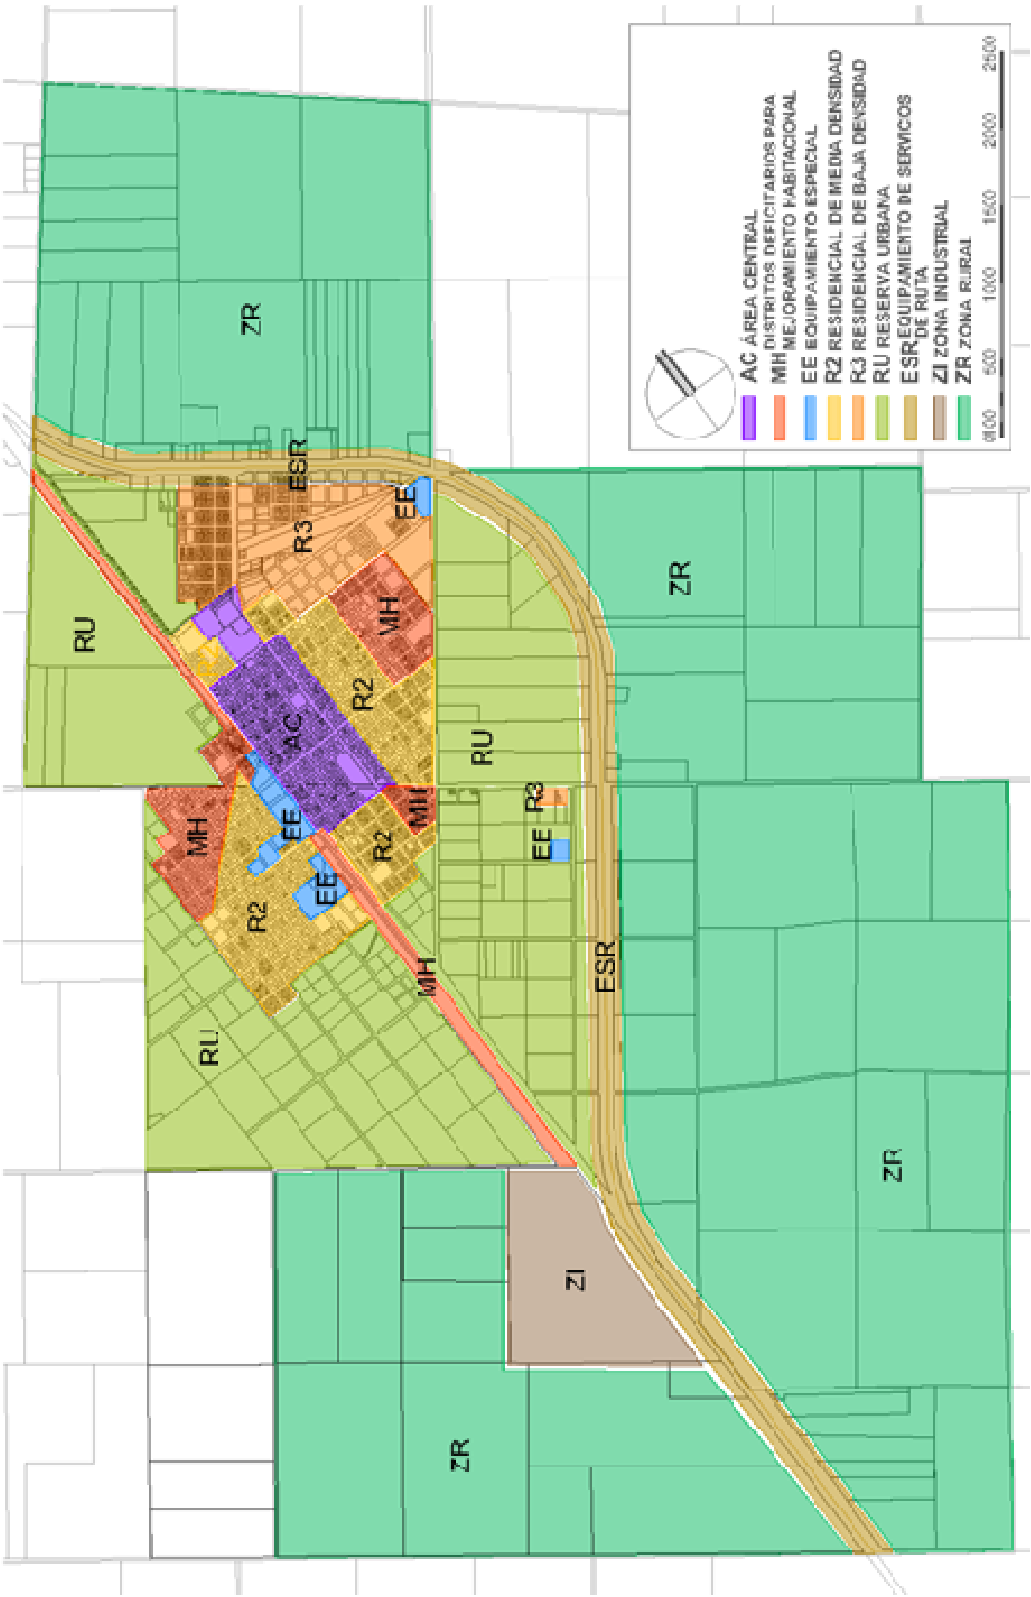 ZR
ZI
ZR
RU
R2
MH
EE
EE
MH
R2
MH
EE
R3
ESR
AC
RU
R2
RU
R2
MH
R3
EE
ESR
ZR
ZR
AC ÁREA CENTRAL
DISTRITOS DEFICITARIOS PARA
MH MEJORAMIENTO HABITACIONAL
EE EQUIPAMIENTO ESPECIAL
R2 RESIDENCIAL DE MEDIA DENSIDAD
R3 RESIDENCIAL DE BAJA DENSIDAD
RU RESERVA URBANA
ESR EQUIPAMIENTO DE SERVICOS
DE RUTA
ZI ZONA INDUSTRIAL
ZR ZONA RURAL
500 1000 1500 2000 2500